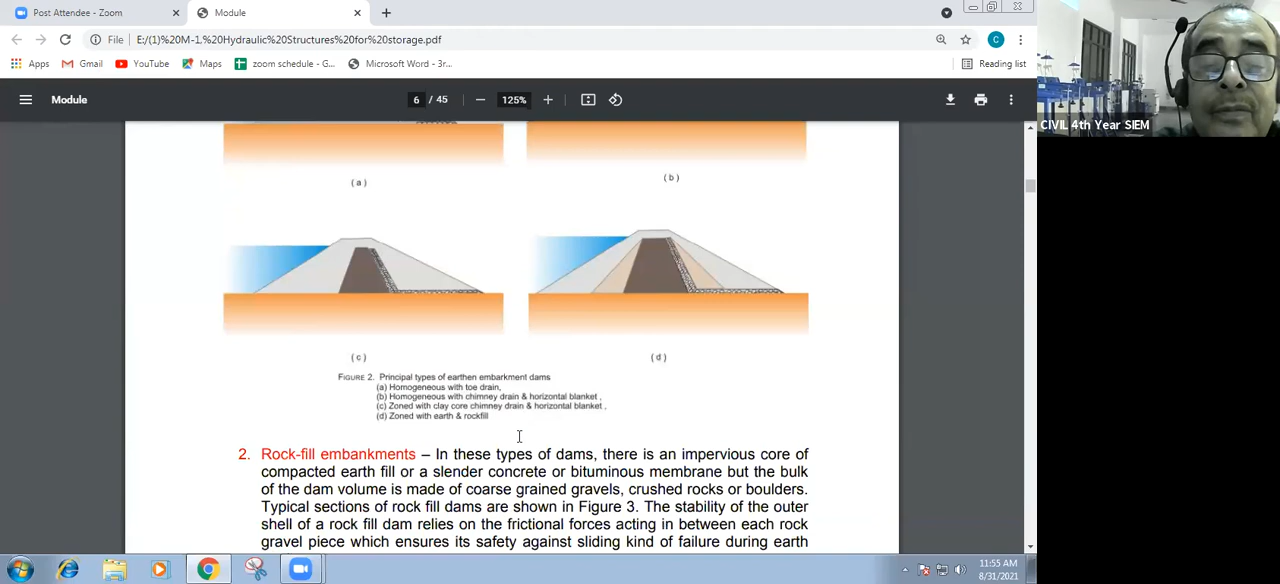 Post Attendee - Zoom
Module
File
E:/(1)%20M-1.%20Hydraulic%20Structures%20for%20storage.pdf
C
Apps
Gmail
YouTube
Maps
zoom schedule - G...
Microsoft Word - 3r...
Reading list
Module
6 / 45
125%
CIVIL 4th Year SIEM
( a )
( b )
( c )
( d )
FIGURE 2. Principal types of earthen embarkment dams
(a) Homogeneous with toe drain,
(b) Homogeneous with chimney drain & horizontal blanket ,
(c) Zoned with clay core chimney drain & horizontal blanket ,
(d) Zoned with earth & rockfill
2. Rock-fill embankments – In these types of dams, there is an impervious core of
compacted earth fill or a slender concrete or bituminous membrane but the bulk
of the dam volume is made of coarse grained gravels, crushed rocks or boulders.
Typical sections of rock fill dams are shown in Figure 3. The stability of the outer
shell of a rock fill dam relies on the frictional forces acting in between each rock
gravel piece which ensures its safety against sliding kind of failure during earth
11:55 AM
8/31/2021